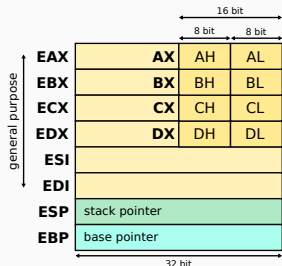 16 bit
8 bit 8 bit
EAX AX AH AL
EBX BX BH BL
ECX CX CH CL
EDX DX DH DL
ESI
EDI
ESP stack pointer
EBP base pointer
32 bit
general purpose